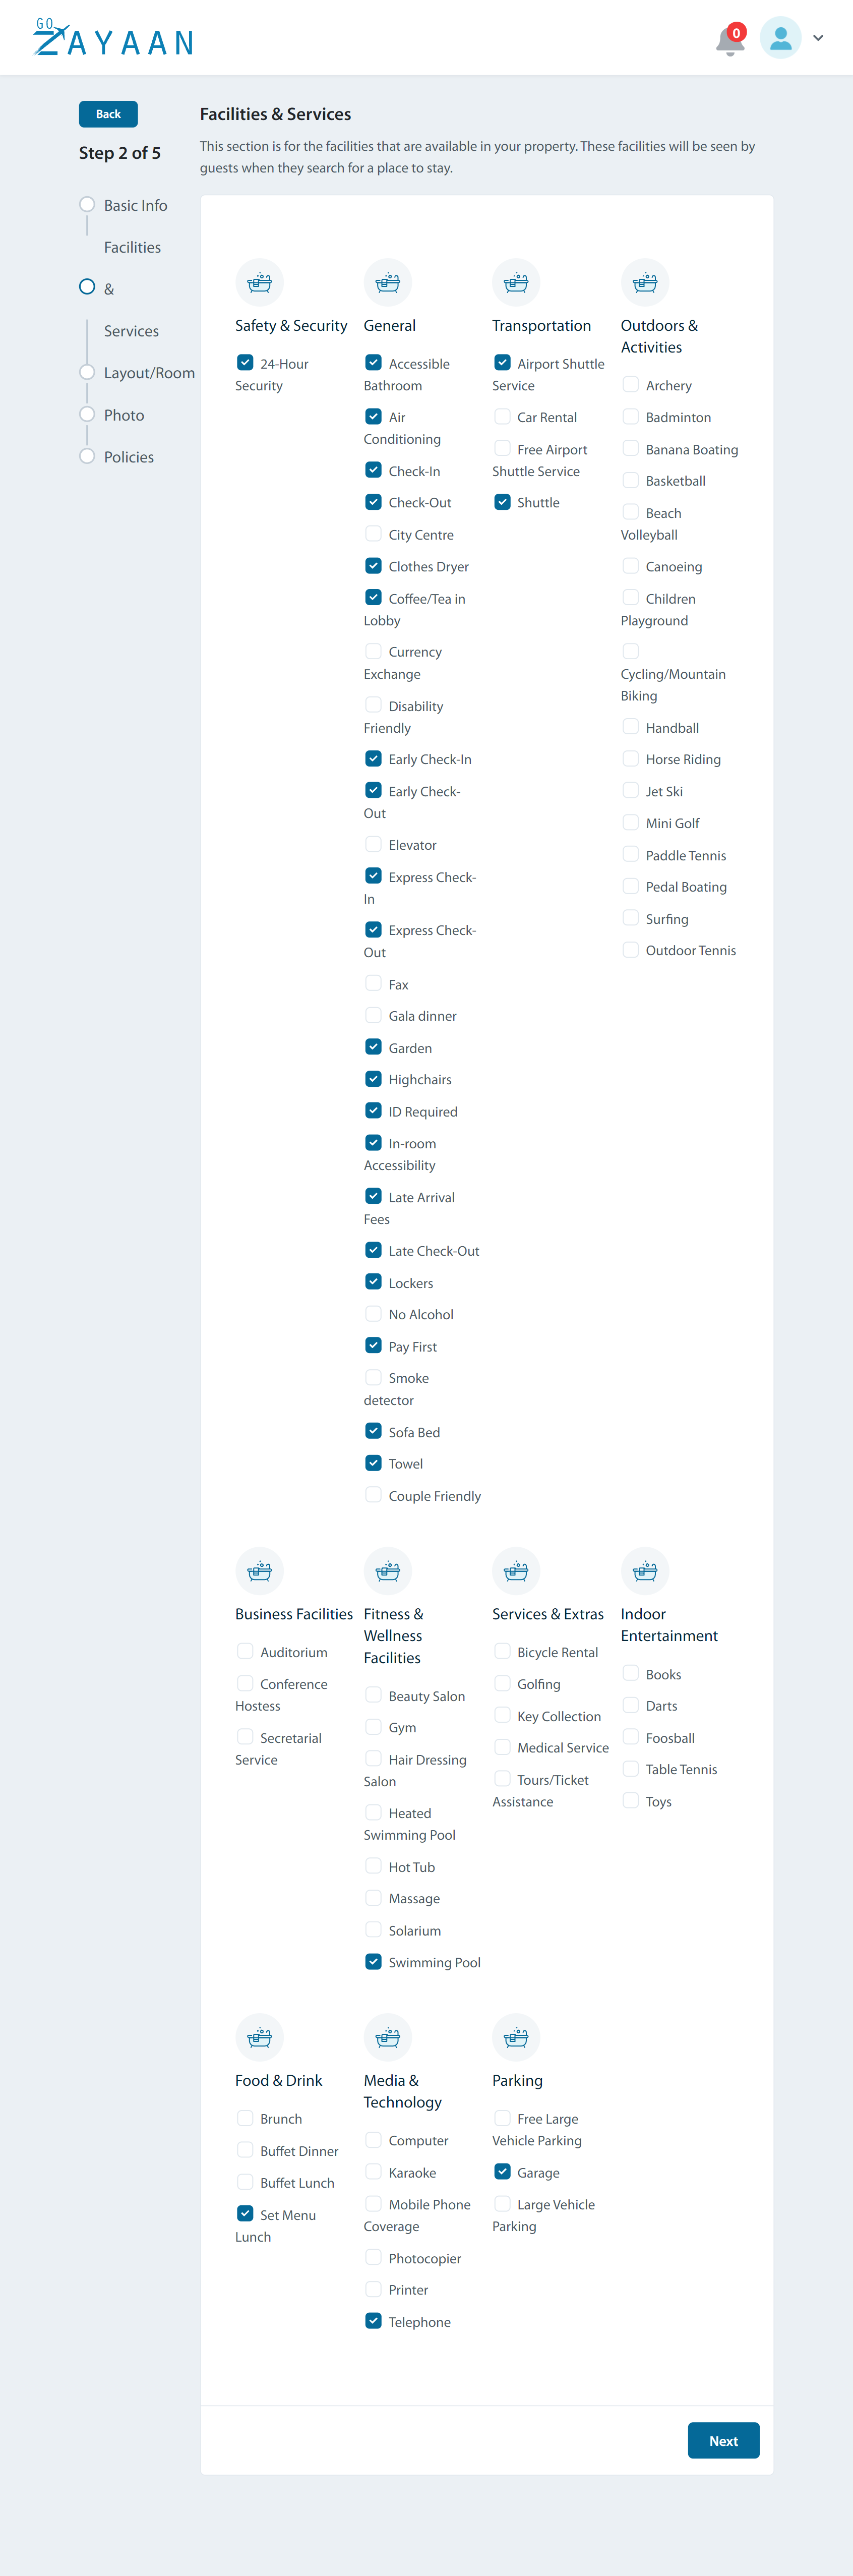 GO
ZAYAAN
0
Back
Step 2 of 5
Basic Info
Facilities
&
Services
Layout/Room
Photo
Policies
Facilities & Services
This section is for the facilities that are available in your property. These facilities will be seen by
guests when they search for a place to stay.
Safety & Security
24-Hour
Security
General
Accessible
Bathroom
Air
Conditioning
Check-In
Check-Out
City Centre
Clothes Dryer
Coffee/Tea in
Lobby
Currency
Exchange
Disability
Friendly
Early Check-In
Early Check-
Out
Elevator
Express Check-
In
Express Check-
Out
Fax
Gala dinner
Garden
Highchairs
ID Required
In-room
Accessibility
Late Arrival
Fees
Late Check-Out
Lockers
No Alcohol
Pay First
Smoke
detector
Sofa Bed
Towel
Couple Friendly
Transportation
Airport Shuttle
Service
Car Rental
Free Airport
Shuttle Service
Shuttle
Outdoors &
Activities
Archery
Badminton
Banana Boating
Basketball
Beach
Volleyball
Canoeing
Children
Playground
Cycling/Mountain
Biking
Handball
Horse Riding
Jet Ski
Mini Golf
Paddle Tennis
Pedal Boating
Surfing
Outdoor Tennis
Business Facilities
Auditorium
Conference
Hostess
Secretarial
Service
Fitness &
Wellness
Facilities
Beauty Salon
Gym
Hair Dressing
Salon
Heated
Swimming Pool
Hot Tub
Massage
Solarium
Swimming Pool
Services & Extras
Bicycle Rental
Golfing
Key Collection
Medical Service
Tours/Ticket
Assistance
Indoor
Entertainment
Books
Darts
Foosball
Table Tennis
Toys
Food & Drink
Brunch
Buffet Dinner
Buffet Lunch
Set Menu
Lunch
Media &
Technology
Computer
Karaoke
Mobile Phone
Coverage
Photocopier
Printer
Telephone
Parking
Free Large
Vehicle Parking
Garage
Large Vehicle
Parking
Next